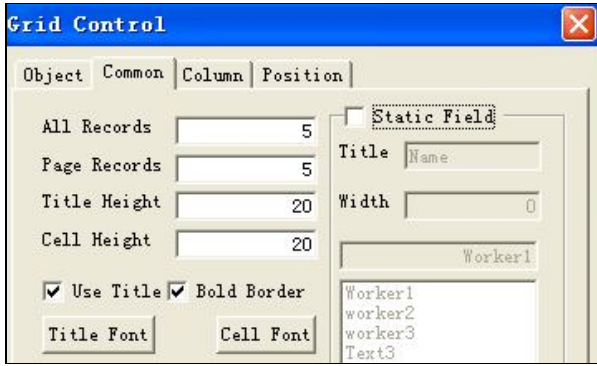 Grid Control
Object Common Column Position
All Records 5
Page Records 5
Title Height 20
Cell Height 20
Use Title Bold Border
Title Font Cell Font
Static Field
Title Name
Width 0
Worker1
Worker1
worker2
worker3
Text3